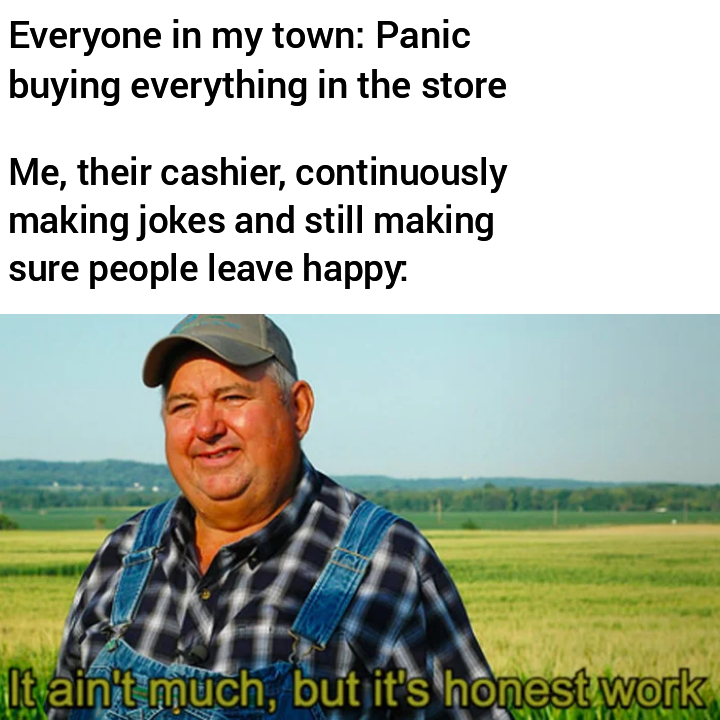 Everyone in my town: Panic
buying everything in the store
Me, their cashier, continuously
making jokes and still making
sure people leave happy:
It ain't much, but it's honest work